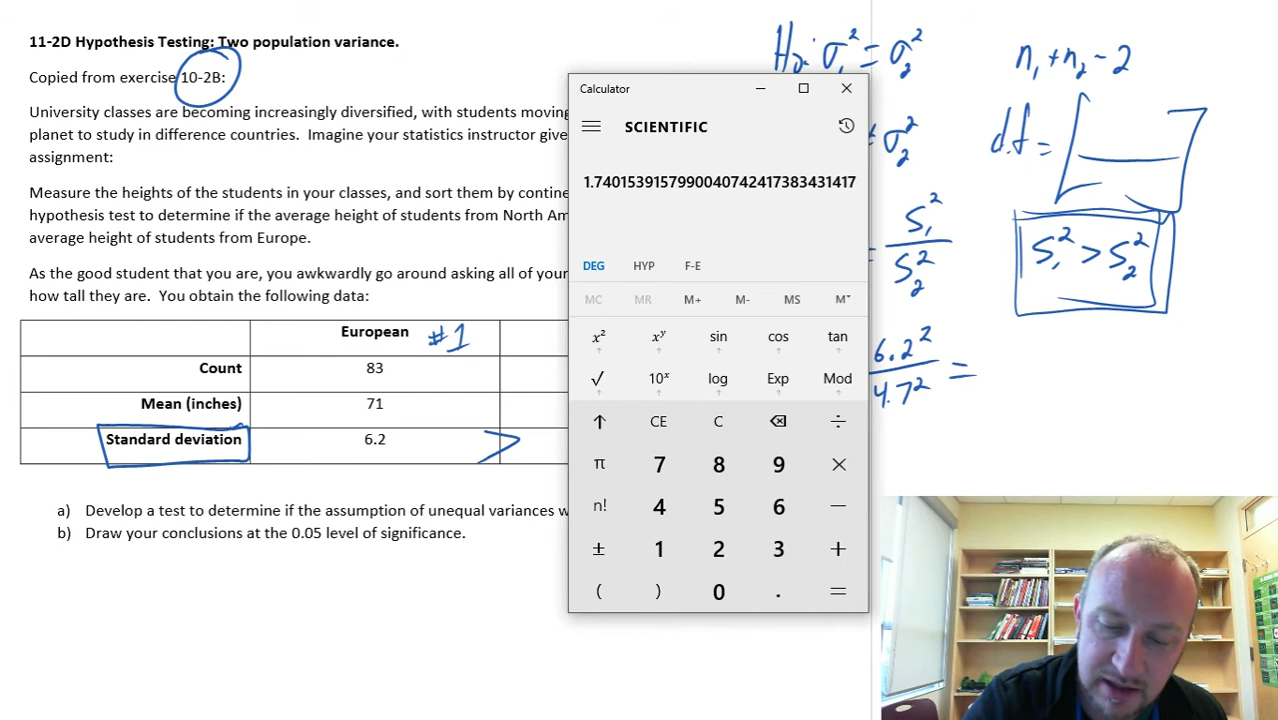 11-2D Hypothesis Testing: Two population variance.
Copied from exercise 10-2B:
University classes are becoming increasingly diversified, with students moving
planet to study in difference countries. Imagine your statistics instructor give
assignment:
Measure the heights of the students in your classes, and sort them by contine
hypothesis test to determine if the average height of students from North Am
average height of students from Europe.
As the good student that you are, you awkwardly go around asking all of your
how tall they are. You obtain the following data:
European #1
Count 83
Mean (inches) 71
Standard deviation 6.2 >
a) Develop a test to determine if the assumption of unequal variances w
b) Draw your conclusions at the 0.05 level of significance.
Calculator
SCIENTIFIC
1.7401539157990040742417383431417
DEG HYP F-E
MC MR M+ M- MS M˅
x² xʸ sin cos tan
√ 10ˣ log Exp Mod
↑ CE C ⌫ ÷
π 7 8 9 ×
n! 4 5 6 −
± 1 2 3 +
( ) 0 . =
H₀: σ₁² = σ₂²
σ₂²
= S₁² / S₂²
6.2² / 4.7² =
n₁ + n₂ - 2
d.f =
S₁² > S₂²